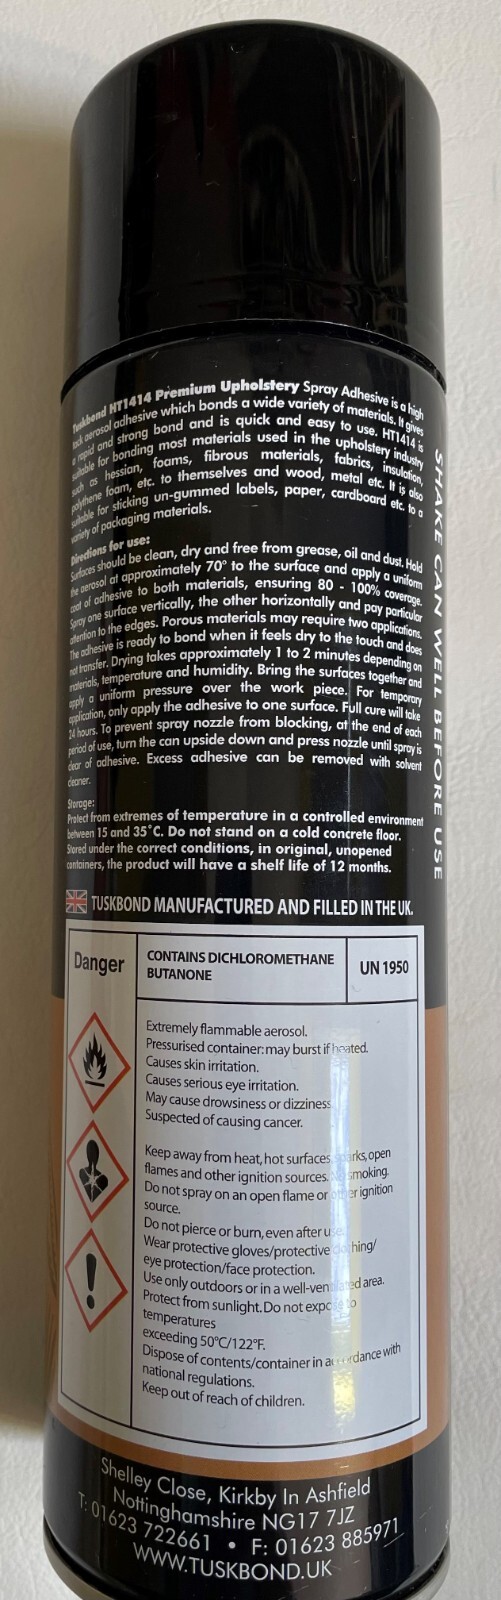 Tuskbond HT1414 Premium Upholstery Spray Adhesive is a high
tack aerosol adhesive which bonds a wide variety of materials. It gives
a rapid and strong bond and is quick and easy to use. HT1414 is
suitable for bonding most materials used in the upholstery industry
such as hessian, foams, fibrous materials, fabrics, insulation,
polythene foam, etc. to themselves and wood, metal etc. It is also
suitable for sticking un-gummed labels, paper, cardboard etc. to a
variety of packaging materials.
Directions for use:
Surfaces should be clean, dry and free from grease, oil and dust. Hold
the aerosol at approximately 70° to the surface and apply a uniform
coat of adhesive to both materials, ensuring 80 - 100% coverage.
Spray one surface vertically, the other horizontally and pay particular
attention to the edges. Porous materials may require two applications.
The adhesive is ready to bond when it feels dry to the touch and does
not transfer. Drying takes approximately 1 to 2 minutes depending on
materials, temperature and humidity. Bring the surfaces together and
apply a uniform pressure over the work piece. For temporary
application, only apply the adhesive to one surface. Full cure will take
24 hours. To prevent spray nozzle from blocking, at the end of each
period of use, turn the can upside down and press nozzle until spray is
clear of adhesive. Excess adhesive can be removed with solvent
cleaner.
Storage:
Protect from extremes of temperature in a controlled environment
between 15 and 35˚C. Do not stand on a cold concrete floor.
Stored under the correct conditions, in original, unopened
containers, the product will have a shelf life of 12 months.
SHAKE CAN WELL BEFORE USE
TUSKBOND MANUFACTURED AND FILLED IN THE UK.
Danger
CONTAINS DICHLOROMETHANE
BUTANONE
UN 1950
Extremely flammable aerosol.
Pressurised container: may burst if heated.
Causes skin irritation.
Causes serious eye irritation.
May cause drowsiness or dizziness.
Suspected of causing cancer.
Keep away from heat, hot surfaces, sparks, open
flames and other ignition sources. No smoking.
Do not spray on an open flame or other ignition
source.
Do not pierce or burn, even after use.
Wear protective gloves/protective clothing/
eye protection/face protection.
Use only outdoors or in a well-ventilated area.
Protect from sunlight. Do not expose to
temperatures
exceeding 50°C/122°F.
Dispose of contents/container in accordance with
national regulations.
Keep out of reach of children.
Shelley Close, Kirkby In Ashfield
Nottinghamshire NG17 7JZ
T: 01623 722661 • F: 01623 885971
WWW.TUSKBOND.UK